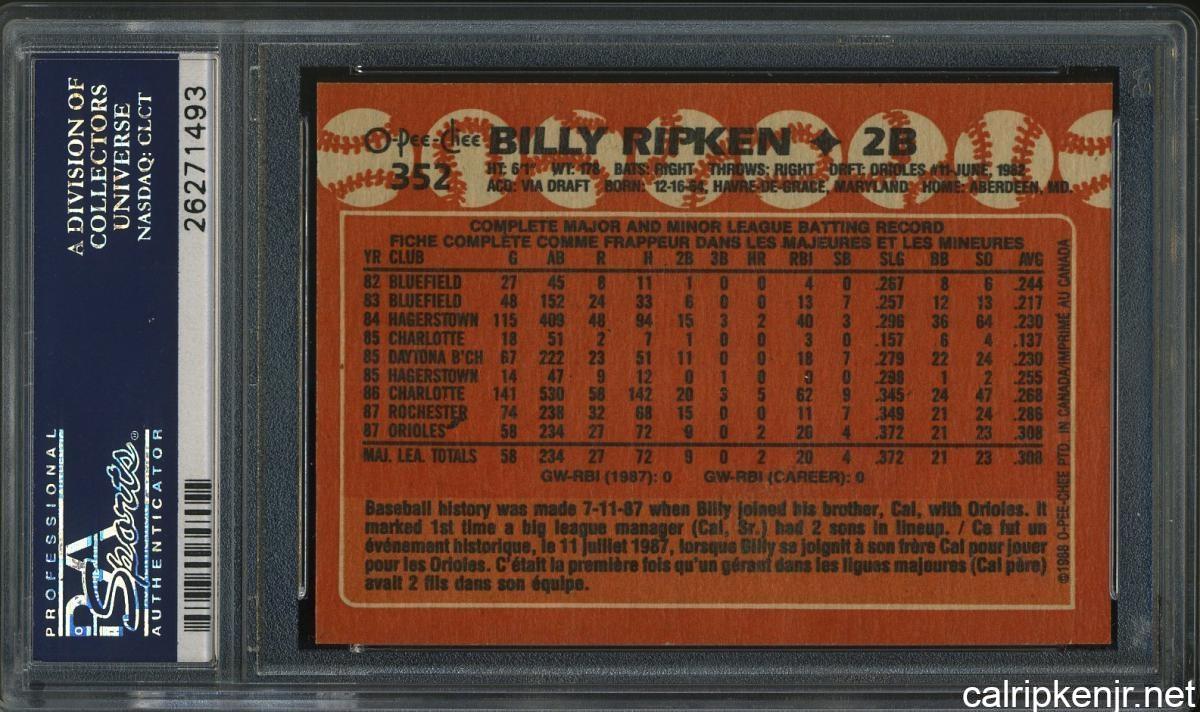 A DIVISION OF
COLLECTORS
UNIVERSE
NASDAQ: CLCT
26271493
PROFESSIONAL
PSA
Sports®
AUTHENTICATOR
O-Pee-Chee BILLY RIPKEN ✦ 2B
352 HT: 6'1" WT: 178 BATS: RIGHT THROWS: RIGHT DRFT: ORIOLES #11-JUNE, 1982
ACQ: VIA DRAFT BORN: 12-16-64, HAVRE-DE-GRACE, MARYLAND HOME: ABERDEEN, MD.
COMPLETE MAJOR AND MINOR LEAGUE BATTING RECORD
FICHE COMPLÈTE COMME FRAPPEUR DANS LES MAJEURES ET LES MINEURES
YR CLUB G AB R H 2B 3B HR RBI SB SLG BB SO AVG
82 BLUEFIELD 27 45 8 11 1 0 0 4 0 .267 8 6 .244
83 BLUEFIELD 48 152 24 33 6 0 0 13 7 .257 12 13 .217
84 HAGERSTOWN 115 409 48 94 15 3 2 40 3 .296 36 64 .230
85 CHARLOTTE 18 51 2 7 1 0 0 3 0 .157 6 4 .137
85 DAYTONA B'CH 67 222 23 51 11 0 0 18 7 .279 22 24 .230
85 HAGERSTOWN 14 47 9 12 0 1 0 0 0 .298 1 2 .255
86 CHARLOTTE 141 530 58 142 20 3 5 62 9 .345 24 47 .268
87 ROCHESTER 74 238 32 68 15 0 0 11 7 .349 21 24 .286
87 ORIOLES 58 234 27 72 9 0 2 20 4 .372 21 23 .308
MAJ. LEA. TOTALS 58 234 27 72 9 0 2 20 4 .372 21 23 .308
GW-RBI (1987): 0 GW-RBI (CAREER): 0
Baseball history was made 7-11-87 when Billy joined his brother, Cal, with Orioles. It
marked 1st time a big league manager (Cal, Sr.) had 2 sons in lineup. / Ce fut un
événement historique, le 11 juillet 1987, lorsque Billy se joignit à son frère Cal pour jouer
pour les Orioles. C'était la première fois qu'un gérant dans les ligues majeures (Cal père)
avait 2 fils dans son équipe.
©1988 O-PEE-CHEE PTD. IN CANADA/IMPRIMÉ AU CANADA
calripkenjr.net